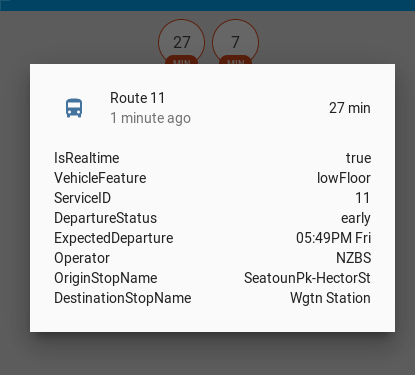 27 7
MIN MIN
Route 11
1 minute ago
27 min
IsRealtime true
VehicleFeature lowFloor
ServiceID 11
DepartureStatus early
ExpectedDeparture 05:49PM Fri
Operator NZBS
OriginStopName SeatounPk-HectorSt
DestinationStopName Wgtn Station